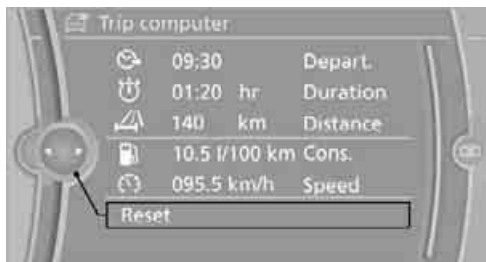 Trip computer
09:30 Depart.
01:20 hr Duration
140 km Distance
10.5 l/100 km Cons.
095.5 km/h Speed
Reset